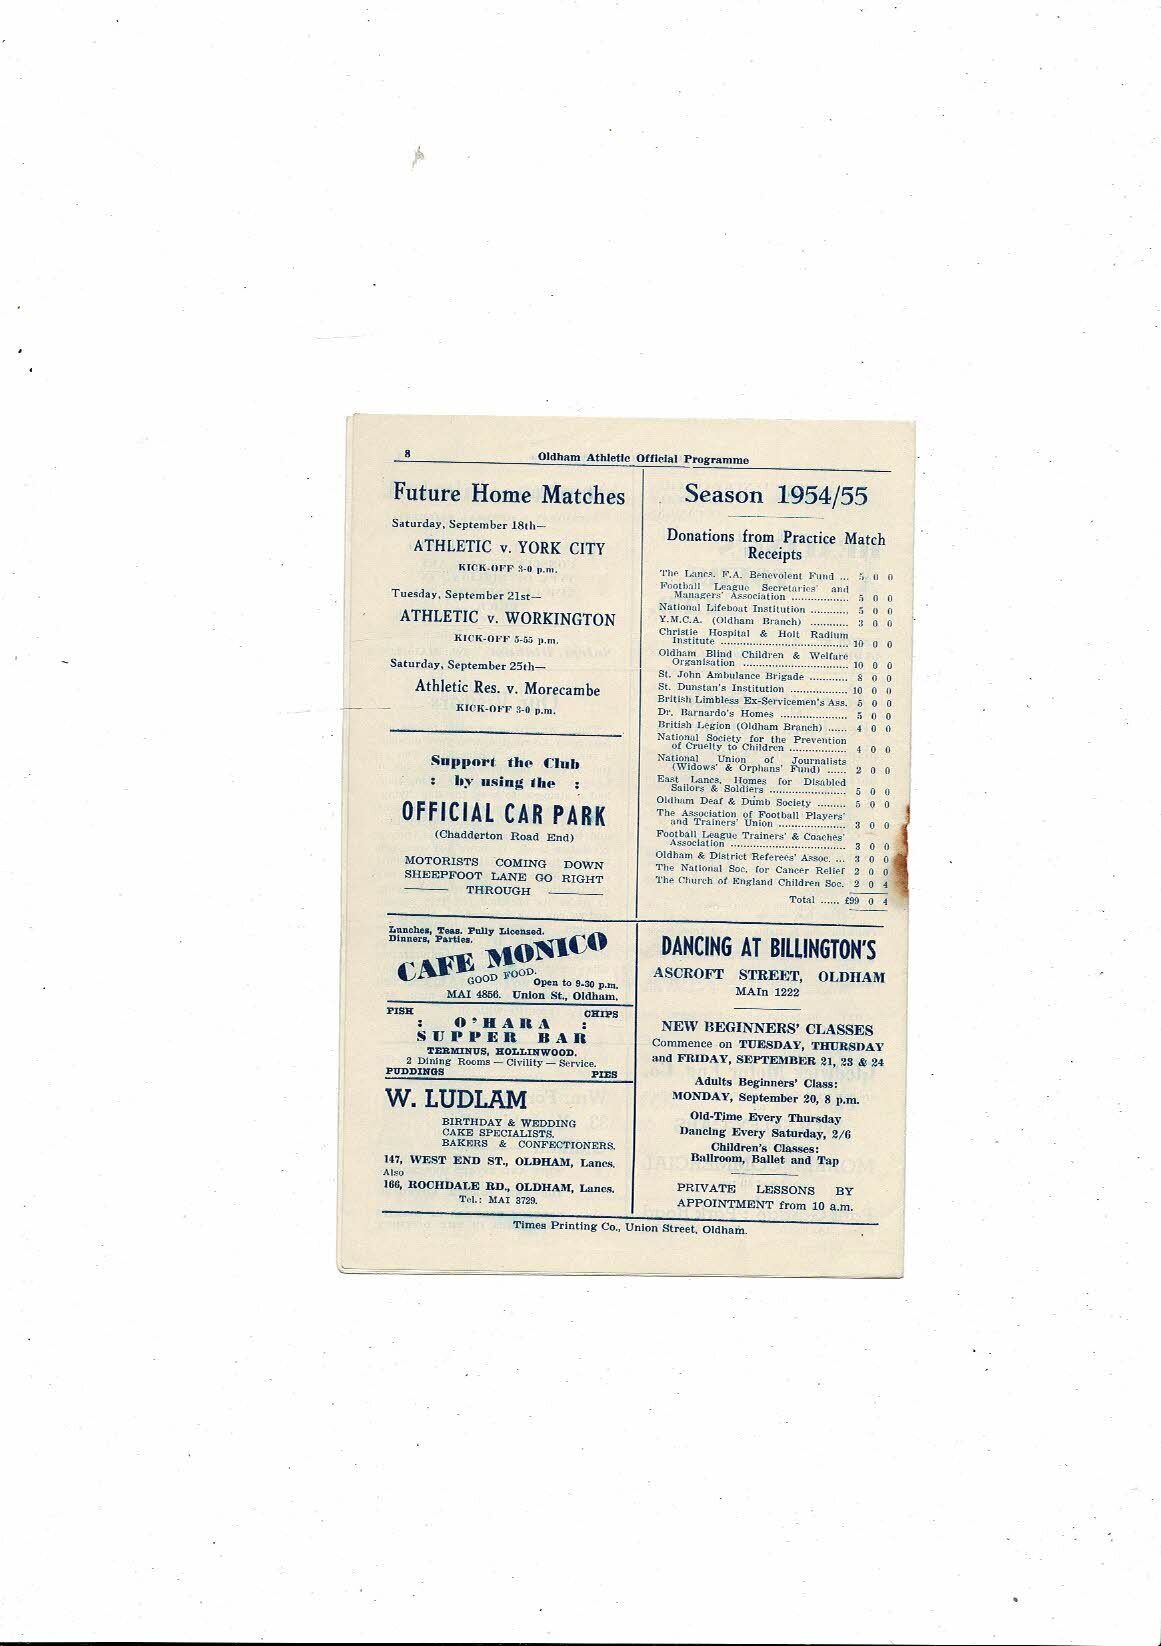 8
Oldham Athletic Official Programme
Future Home Matches
Saturday, September 18th—
ATHLETIC v. YORK CITY
KICK-OFF 3-0 p.m.
Tuesday, September 21st—
ATHLETIC v. WORKINGTON
KICK-OFF 5-55 p.m.
Saturday, September 25th—
Athletic Res. v. Morecambe
KICK-OFF 3-0 p.m.
Support the Club
: by using the :
OFFICIAL CAR PARK
(Chadderton Road End)
MOTORISTS COMING DOWN
SHEEPFOOT LANE GO RIGHT
THROUGH
Season 1954/55
Donations from Practice Match
Receipts
The Lancs. F.A. Benevolent Fund ... 5 0 0
Football League Secretaries' and
Managers' Association .................. 5 0 0
National Lifeboat Institution ............ 5 0 0
Y.M.C.A. (Oldham Branch) ............ 3 0 0
Christie Hospital & Holt Radium
Institute ........................................ 10 0 0
Oldham Blind Children & Welfare
Organisation ................................. 10 0 0
St. John Ambulance Brigade ............ 8 0 0
St. Dunstan's Institution .................. 10 0 0
British Limbless Ex-Servicemen's Ass. 5 0 0
Dr. Barnardo's Homes ..................... 5 0 0
British Legion (Oldham Branch) ...... 4 0 0
National Society for the Prevention
of Cruelty to Children .................. 4 0 0
National Union of Journalists
(Widows' & Orphans' Fund) ...... 2 0 0
East Lancs. Homes for Disabled
Sailors & Soldiers ........................ 5 0 0
Oldham Deaf & Dumb Society ......... 5 0 0
The Association of Football Players'
and Trainers' Union ..................... 3 0 0
Football League Trainers' & Coaches'
Association .................................... 3 0 0
Oldham & District Referees' Assoc. ... 3 0 0
The National Soc. for Cancer Relief 2 0 0
The Church of England Children Soc. 2 0 4
Total ...... £99 0 4
Lunches, Teas. Fully Licensed.
Dinners, Parties.
CAFE MONICO
GOOD FOOD.
Open to 9-30 p.m.
MAI 4856. Union St., Oldham.
FISH CHIPS
: O'HARA :
SUPPER BAR
TERMINUS, HOLLINWOOD.
2 Dining Rooms — Civility — Service.
PUDDINGS PIES
W. LUDLAM
BIRTHDAY & WEDDING
CAKE SPECIALISTS.
BAKERS & CONFECTIONERS.
147, WEST END ST., OLDHAM, Lancs.
Also
166, ROCHDALE RD., OLDHAM, Lancs.
Tel.: MAI 3729.
DANCING AT BILLINGTON'S
ASCROFT STREET, OLDHAM
MAIn 1222
NEW BEGINNERS' CLASSES
Commence on TUESDAY, THURSDAY
and FRIDAY, SEPTEMBER 21, 23 & 24
Adults Beginners' Class:
MONDAY, September 20, 8 p.m.
Old-Time Every Thursday
Dancing Every Saturday, 2/6
Children's Classes:
Ballroom, Ballet and Tap
PRIVATE LESSONS BY
APPOINTMENT from 10 a.m.
Times Printing Co., Union Street, Oldham.